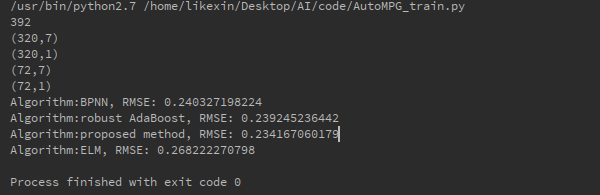 /usr/bin/python2.7 /home/likexin/Desktop/AI/code/AutoMPG_train.py
392
(320,7)
(320,1)
(72,7)
(72,1)
Algorithm:BPNN, RMSE: 0.240327198224
Algorithm:robust AdaBoost, RMSE: 0.239245236442
Algorithm:proposed method, RMSE: 0.234167060179
Algorithm:ELM, RMSE: 0.268222270798
Process finished with exit code 0